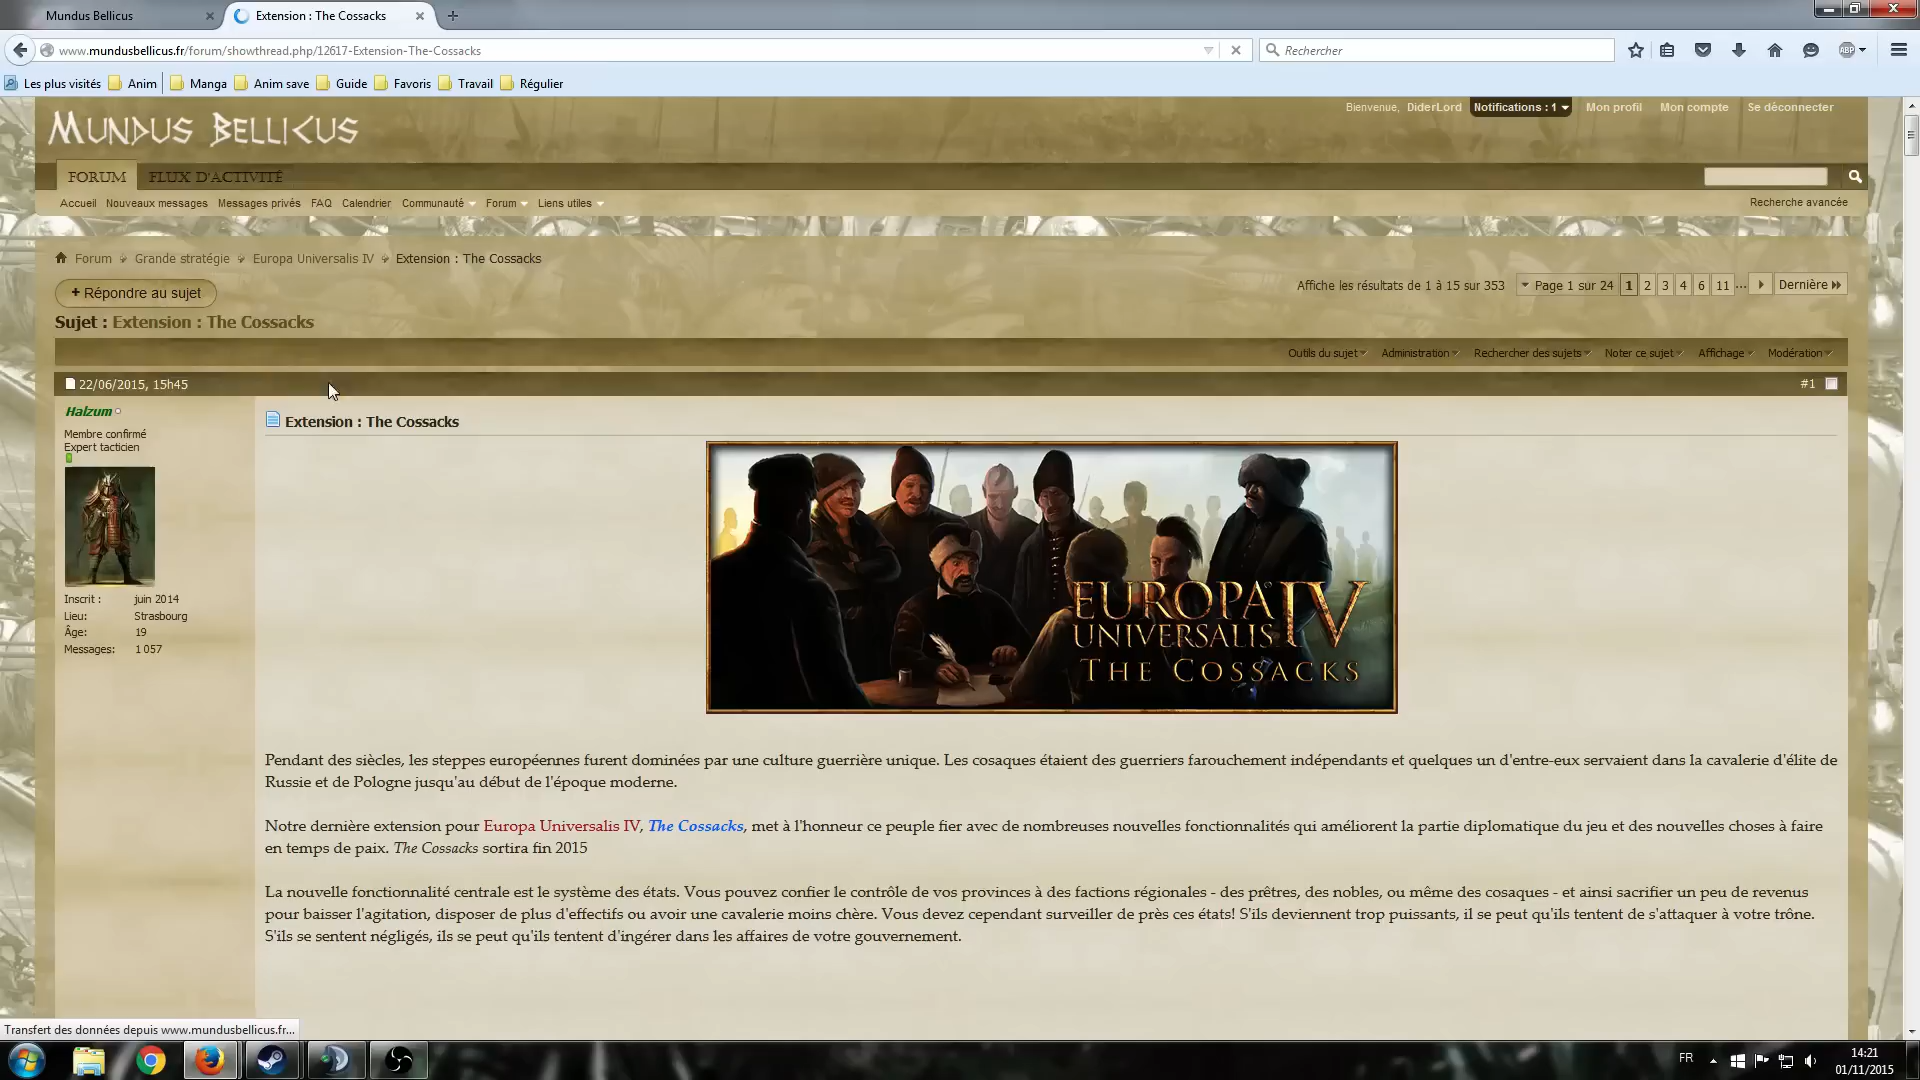 Mundus Bellicus
Extension : The Cossacks
www.mundusbellicus.fr/forum/showthread.php/12617-Extension-The-Cossacks
Rechercher
ABP
Les plus visités
Anim
Manga
Anim save
Guide
Favoris
Travail
Régulier
Bienvenue, DiderLord
Notifications : 1
Mon profil
Mon compte
Se déconnecter
MUNDUS BELLICUS
FORUM
FLUX D'ACTIVITÉ
Accueil
Nouveaux messages
Messages privés
FAQ
Calendrier
Communauté
Forum
Liens utiles
Recherche avancée
Forum
Grande stratégie
Europa Universalis IV
Extension : The Cossacks
+ Répondre au sujet
Affiche les résultats de 1 à 15 sur 353
Page 1 sur 24
1 2 3 4 6 11 ...
Dernière
Sujet : Extension : The Cossacks
Outils du sujet
Administration
Rechercher des sujets
Noter ce sujet
Affichage
Modération
22/06/2015, 15h45
#1
Halzum
Membre confirmé
Expert tacticien
Inscrit : juin 2014
Lieu: Strasbourg
Âge: 19
Messages: 1 057
Extension : The Cossacks
EUROPA
UNIVERSALIS IV
THE COSSACKS
Pendant des siècles, les steppes européennes furent dominées par une culture guerrière unique. Les cosaques étaient des guerriers farouchement indépendants et quelques un d'entre-eux servaient dans la cavalerie d'élite de
Russie et de Pologne jusqu'au début de l'époque moderne.
Notre dernière extension pour Europa Universalis IV, The Cossacks, met à l'honneur ce peuple fier avec de nombreuses nouvelles fonctionnalités qui améliorent la partie diplomatique du jeu et des nouvelles choses à faire
en temps de paix. The Cossacks sortira fin 2015
La nouvelle fonctionnalité centrale est le système des états. Vous pouvez confier le contrôle de vos provinces à des factions régionales - des prêtres, des nobles, ou même des cosaques - et ainsi sacrifier un peu de revenus
pour baisser l'agitation, disposer de plus d'effectifs ou avoir une cavalerie moins chère. Vous devez cependant surveiller de près ces états! S'ils deviennent trop puissants, il se peut qu'ils tentent de s'attaquer à votre trône.
S'ils se sentent négligés, ils se peut qu'ils tentent d'ingérer dans les affaires de votre gouvernement.
Transfert des données depuis www.mundusbellicus.fr...
FR
14:21
01/11/2015